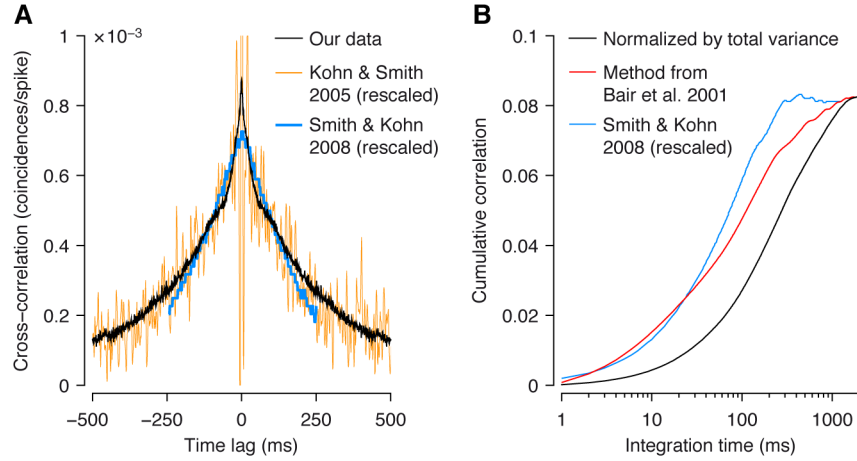 A
B
1
×10⁻³
0.8
0.6
0.4
0.2
0
Cross-correlation (coincidences/spike)
Our data
Kohn & Smith
2005 (rescaled)
Smith & Kohn
2008 (rescaled)
−500
−250
0
250
500
Time lag (ms)
0.1
0.08
0.06
0.04
0.02
0
Cumulative correlation
Normalized by total variance
Method from
Bair et al. 2001
Smith & Kohn
2008 (rescaled)
1
10
100
1000
Integration time (ms)